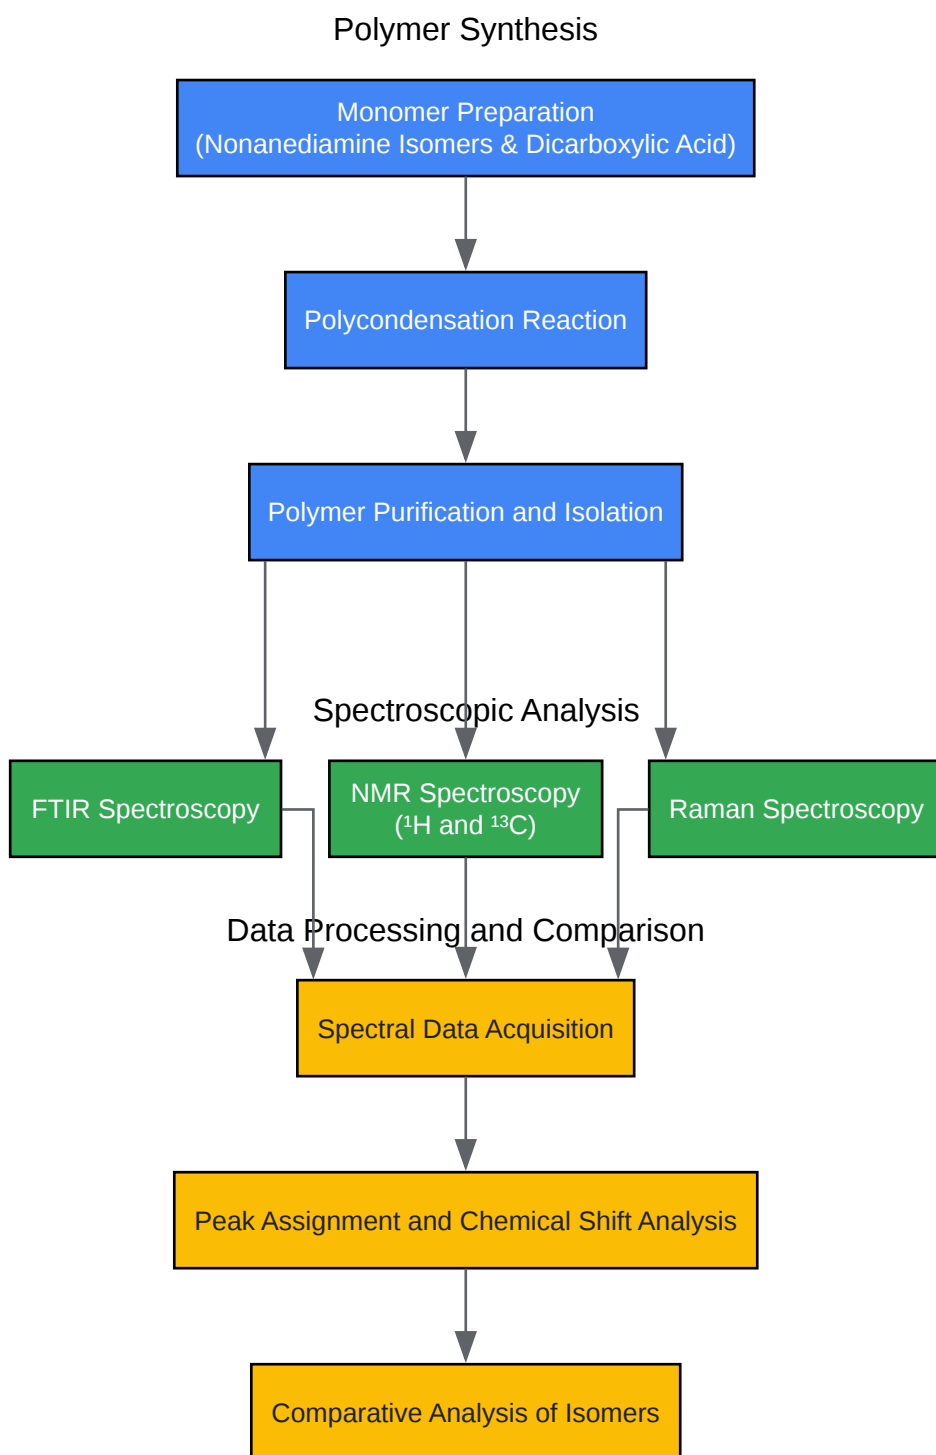 Polymer Synthesis
Monomer Preparation
(Nonanediamine Isomers & Dicarboxylic Acid)
Polycondensation Reaction
Polymer Purification and Isolation
Spectroscopic Analysis
FTIR Spectroscopy
NMR Spectroscopy
(¹H and ¹³C)
Raman Spectroscopy
Data Processing and Comparison
Spectral Data Acquisition
Peak Assignment and Chemical Shift Analysis
Comparative Analysis of Isomers